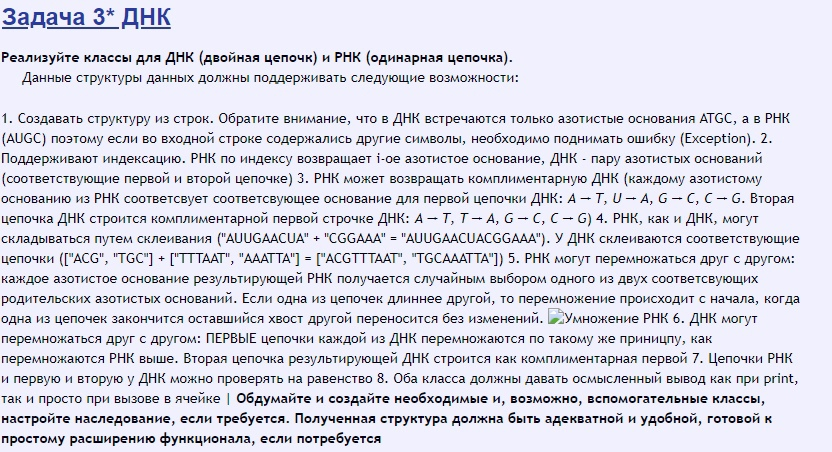 Задача 3* ДНК
Реализуйте классы для ДНК (двойная цепочк) и РНК (одинарная цепочка).
Данные структуры данных должны поддерживать следующие возможности:
1. Создавать структуру из строк. Обратите внимание, что в ДНК встречаются только азотистые основания ATGC, а в РНК
(AUGC) поэтому если во входной строке содержались другие символы, необходимо поднимать ошибку (Exception). 2.
Поддерживают индексацию. РНК по индексу возвращает i-ое азотистое основание, ДНК - пару азотистых оснований
(соответствующие первой и второй цепочке) 3. РНК может возвращать комплиментарную ДНК (каждому азотистому
основанию из РНК соответсвует соответсвующее основание для первой цепочки ДНК: A → T, U → A, G → C, C → G. Вторая
цепочка ДНК строится комплиментарной первой строчке ДНК: A → T, T → A, G → C, C → G) 4. РНК, как и ДНК, могут
складываться путем склеивания ("AUUGAACUA" + "CGGAAA" = "AUUGAACUACGGAAA"). У ДНК склеиваются соответствующие
цепочки (["ACG", "TGC"] + ["TTTAAT", "AAATTA"] = ["ACGTTTAAT", "TGCAAATTA"]) 5. РНК могут перемножаться друг с другом:
каждое азотистое основание результирующей РНК получается случайным выбором одного из двух соответсвующих
родительских азотистых оснований. Если одна из цепочек длиннее другой, то перемножение происходит с начала, когда
одна из цепочек закончится оставшийся хвост другой переносится без изменений. Умножение РНК 6. ДНК могут
перемножаться друг с другом: ПЕРВЫЕ цепочки каждой из ДНК перемножаются по такому же приницпу, как
перемножаются РНК выше. Вторая цепочка результирующей ДНК строится как комплиментарная первой 7. Цепочки РНК
и первую и вторую у ДНК можно проверять на равенство 8. Оба класса должны давать осмысленный вывод как при print,
так и просто при вызове в ячейке | Обдумайте и создайте необходимые и, возможно, вспомогательные классы,
настройте наследование, если требуется. Полученная структура должна быть адекватной и удобной, готовой к
простому расширению функционала, если потребуется